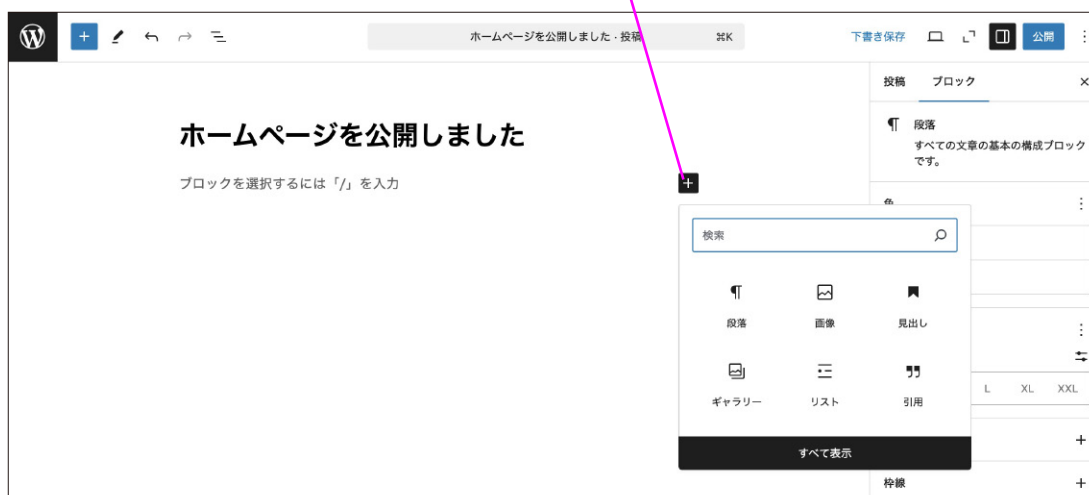 ホームページを公開しました · 投稿 ⌘K
下書き保存
公開
投稿 ブロック
段落
すべての文章の基本の構成ブロック
です。
ホームページを公開しました
ブロックを選択するには「/」を入力
検索
段落 画像 見出し
ギャラリー リスト 引用
すべて表示
L XL XXL
枠線